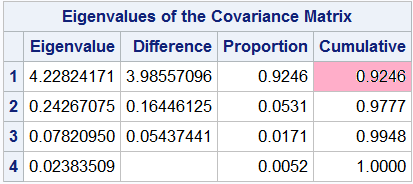 Eigenvalues of the Covariance Matrix
Eigenvalue Difference Proportion Cumulative
1 4.22824171 3.98557096 0.9246 0.9246
2 0.24267075 0.16446125 0.0531 0.9777
3 0.07820950 0.05437441 0.0171 0.9948
4 0.02383509 0.0052 1.0000